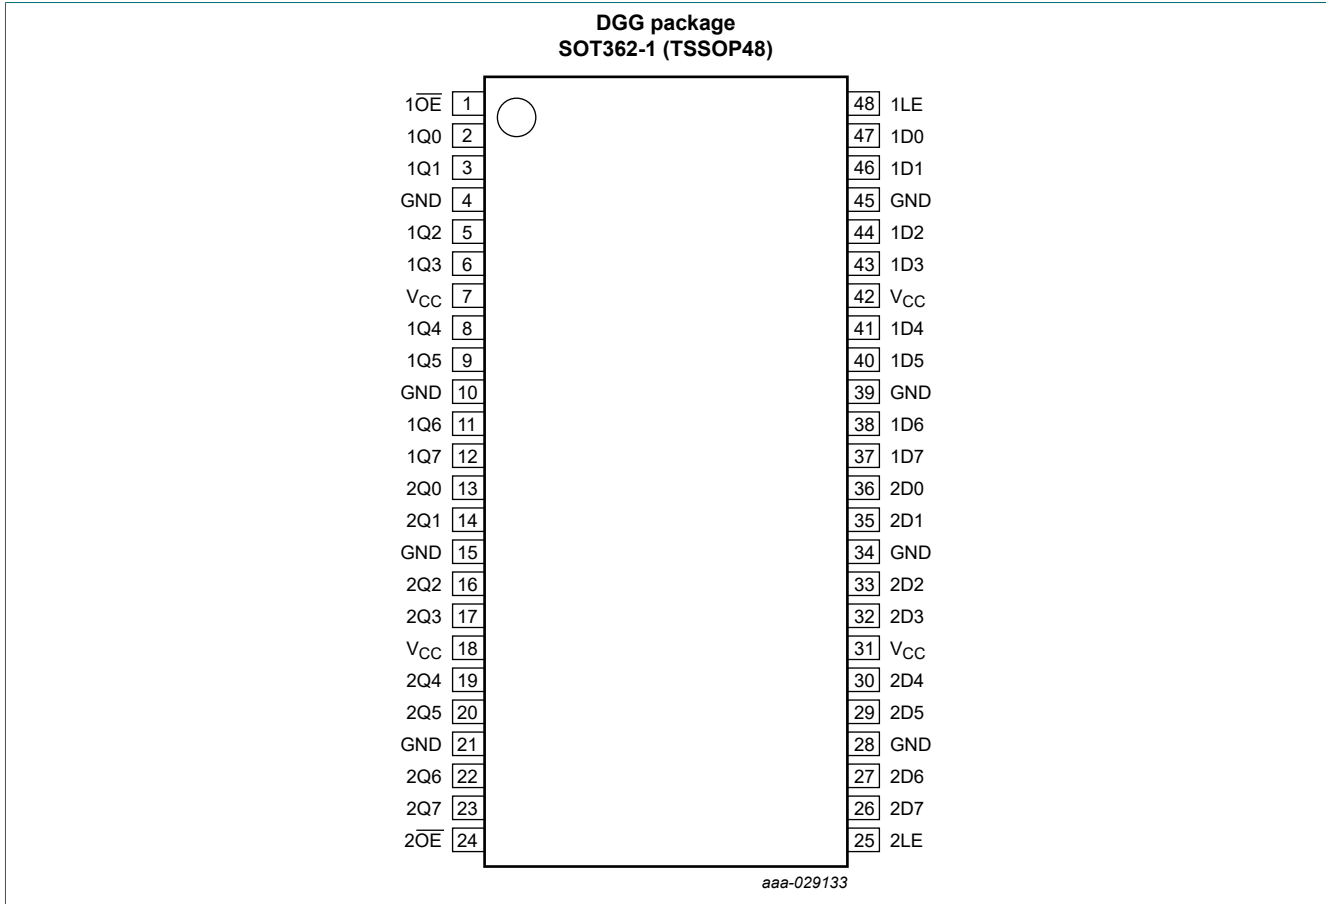 DGG package
SOT362-1 (TSSOP48)
1O̅E̅ 1 48 1LE
1Q0 2 47 1D0
1Q1 3 46 1D1
GND 4 45 GND
1Q2 5 44 1D2
1Q3 6 43 1D3
VCC 7 42 VCC
1Q4 8 41 1D4
1Q5 9 40 1D5
GND 10 39 GND
1Q6 11 38 1D6
1Q7 12 37 1D7
2Q0 13 36 2D0
2Q1 14 35 2D1
GND 15 34 GND
2Q2 16 33 2D2
2Q3 17 32 2D3
VCC 18 31 VCC
2Q4 19 30 2D4
2Q5 20 29 2D5
GND 21 28 GND
2Q6 22 27 2D6
2Q7 23 26 2D7
2O̅E̅ 24 25 2LE
aaa-029133